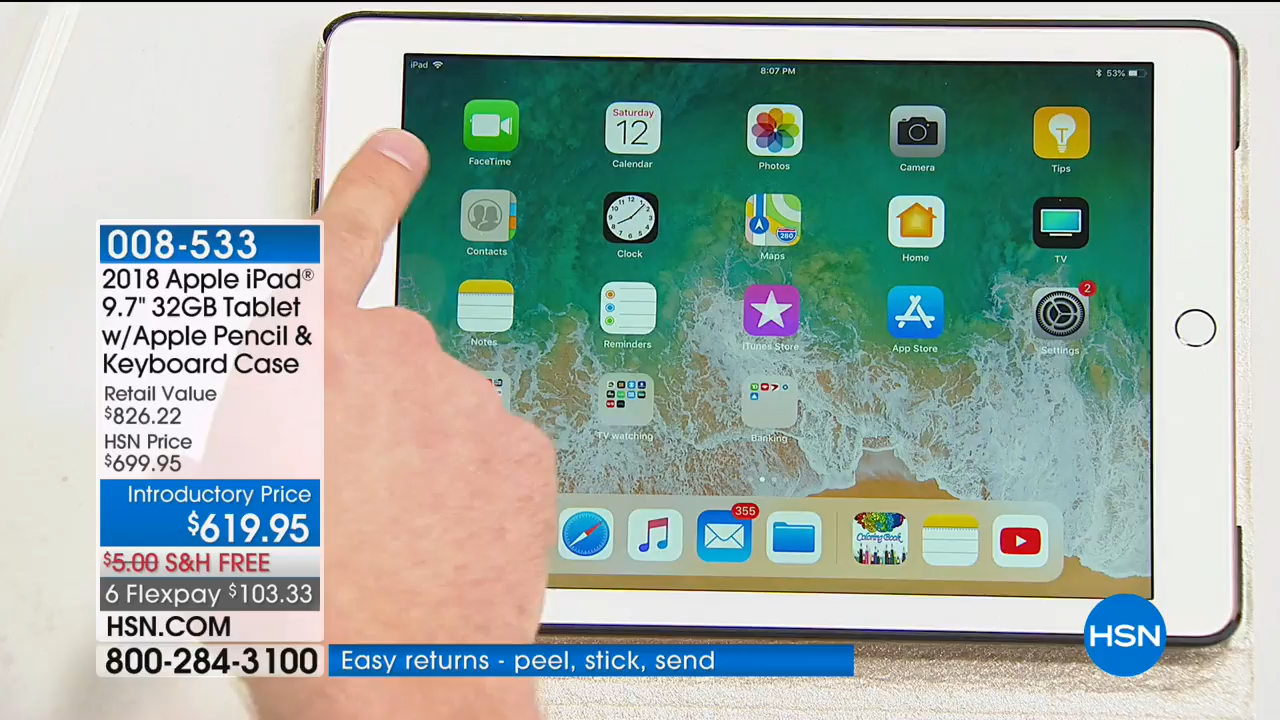 iPad
8:07 PM
53%
FaceTime
Saturday
12
Calendar
Photos
Camera
Tips
Contacts
Clock
280
Maps
Home
TV
Notes
Reminders
iTunes Store
App Store
2
Settings
TV watching
Banking
355
Coloring Book
008-533
2018 Apple iPad®
9.7" 32GB Tablet
w/Apple Pencil &
Keyboard Case
Retail Value
$826.22
HSN Price
$699.95
Introductory Price
$619.95
$5.00 S&H FREE
6 Flexpay $103.33
HSN.COM
800-284-3100
Easy returns - peel, stick, send
HSN